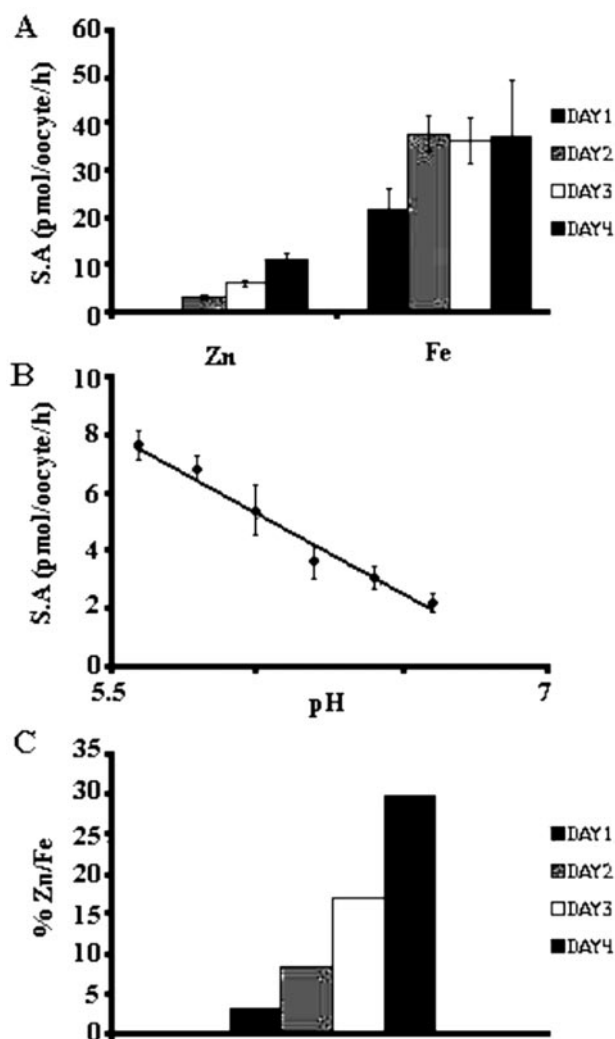 A
S.A (pmol/oocyte/h)
60
50
40
30
20
10
0
Zn
Fe
DAY1
DAY2
DAY3
DAY4
B
S.A (pmol/oocyte/h)
10
8
6
4
2
0
5.5
pH
7
C
% Zn/Fe
35
30
25
20
15
10
5
0
DAY1
DAY2
DAY3
DAY4